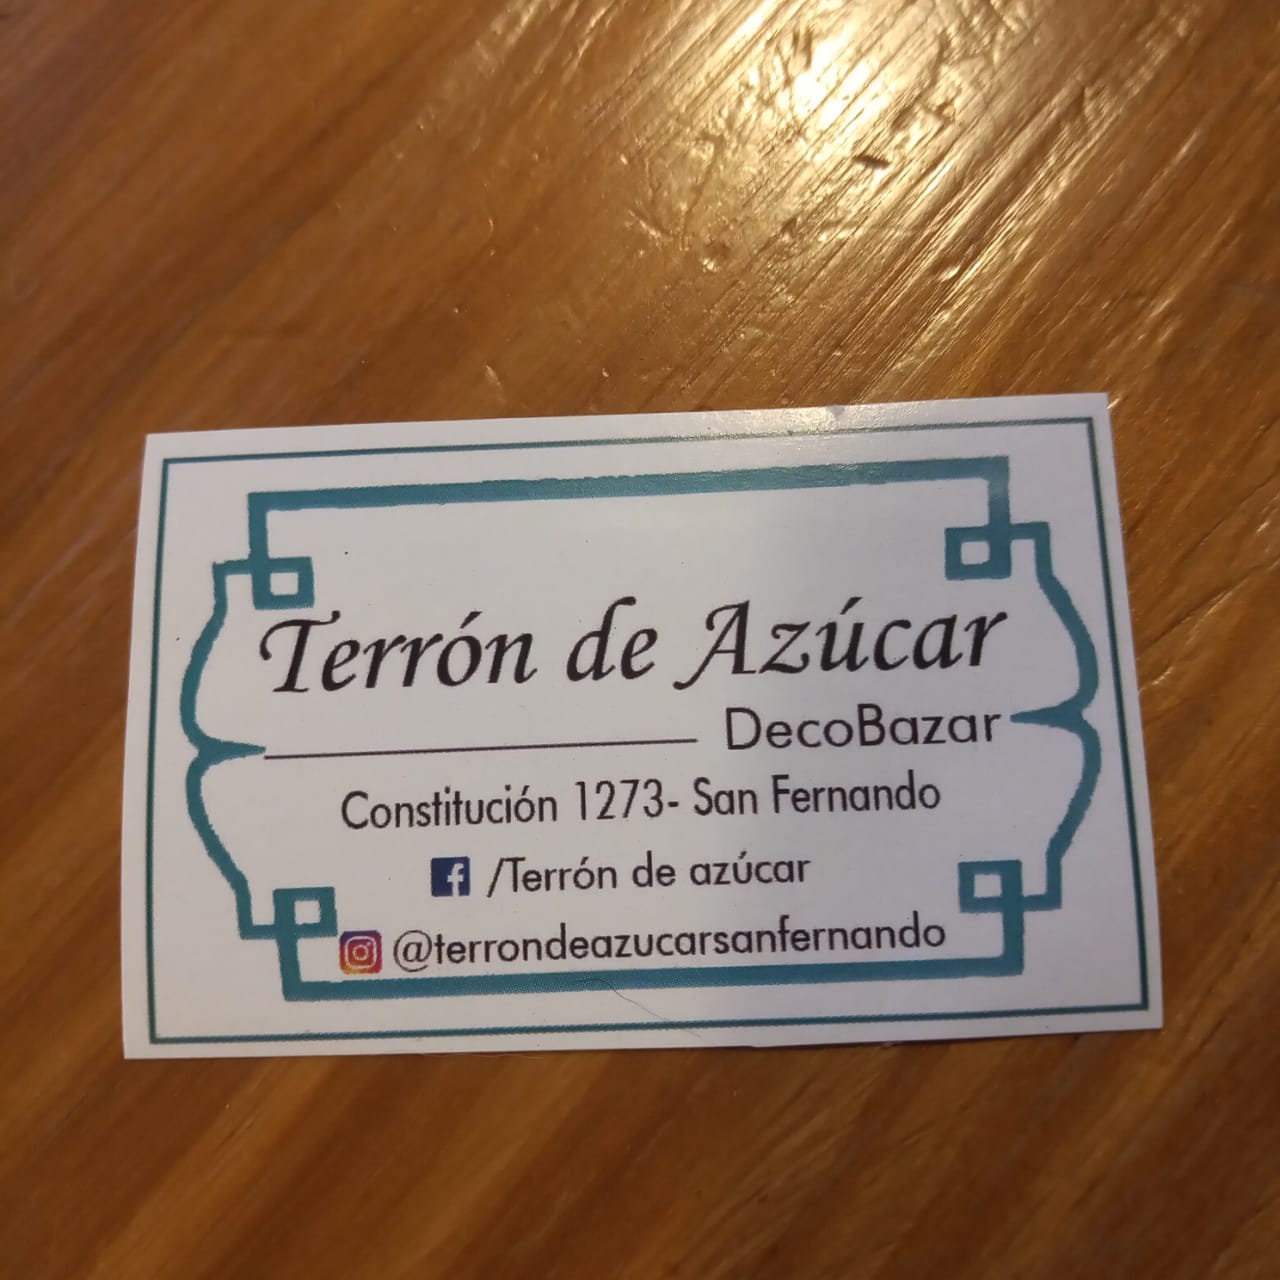 Terrón de Azúcar
DecoBazar
Constitución 1273- San Fernando
/Terrón de azúcar
@terrondeazucarsanfernando